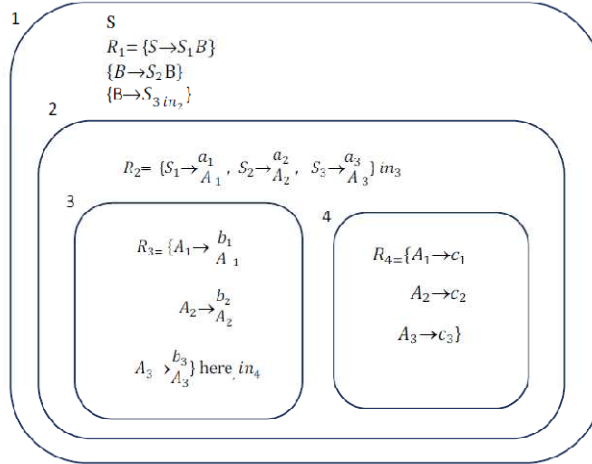 1
S
R₁= {S→S₁B}
{B→S₂B}
{B→S₃ in₂}
2
R₂= {S₁→ a₁ A₁ , S₂→ a₂ A₂ , S₃→ a₃ A₃} in₃
3
R₃= {A₁→ b₁ A₁
A₂→ b₂ A₂
A₃→ b₃ A₃} here, in₄
4
R₄={A₁→c₁
A₂→c₂
A₃→c₃}